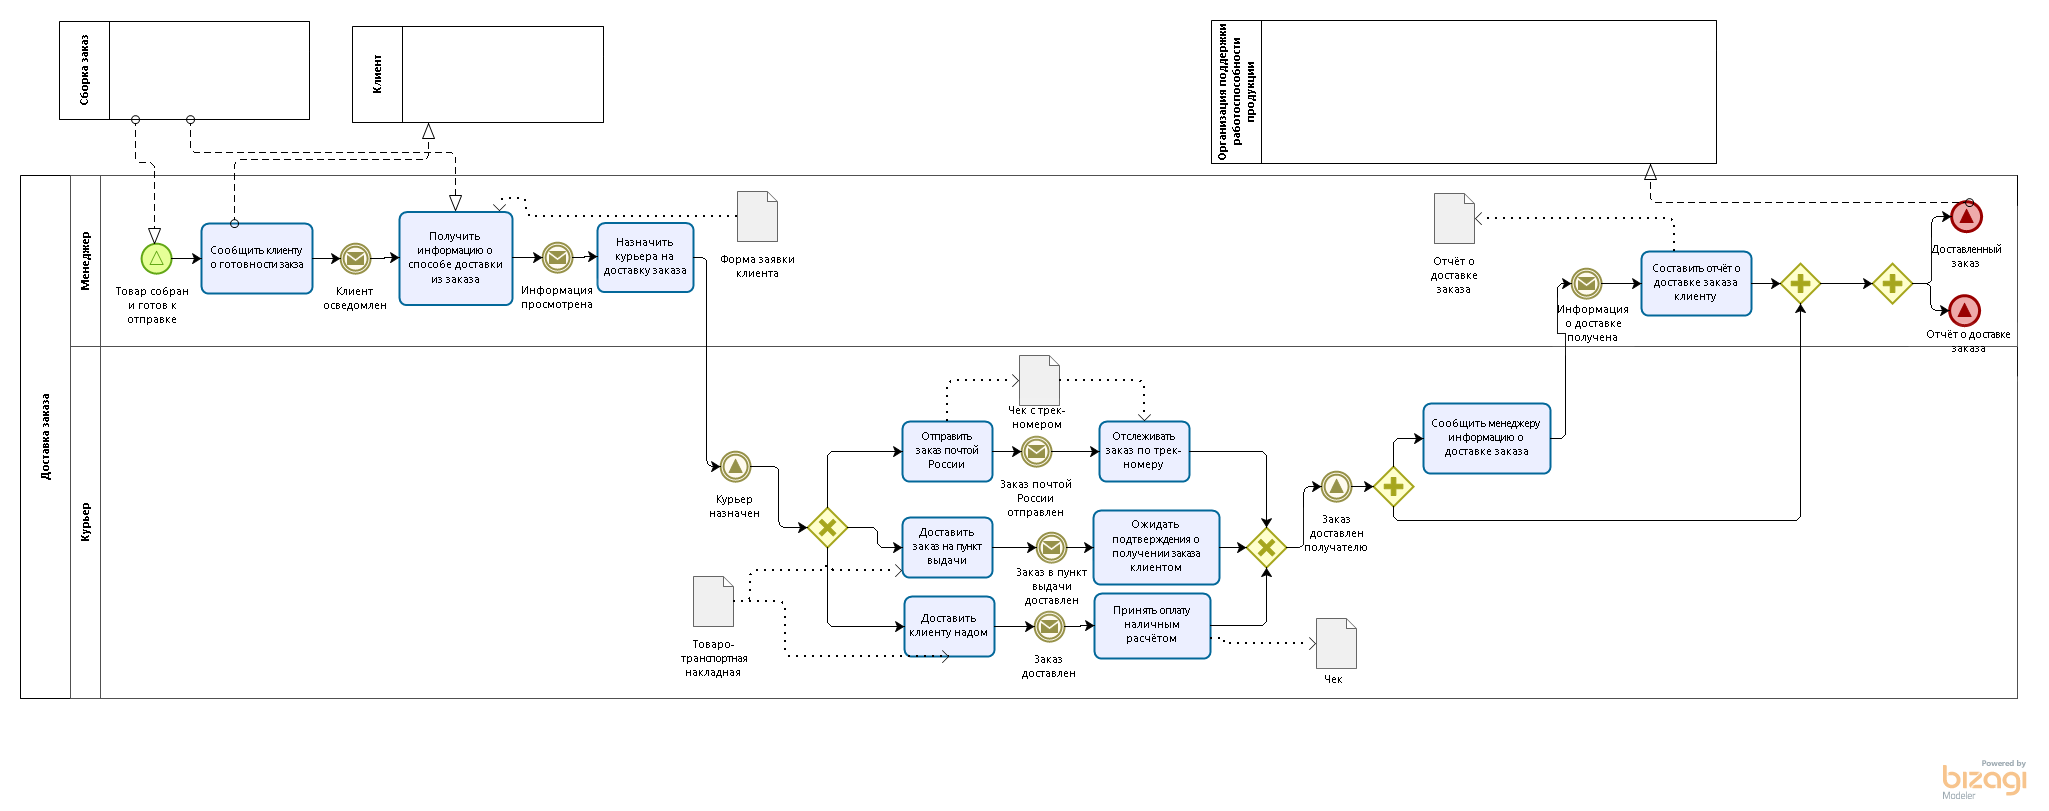 Сборка заказ
Клиент
Организация поддержки
работоспособности
продукции
Доставка заказа
Менеджер
Товар собран
и готов к
отправке
Сообщить клиенту
о готовности закза
Клиент
осведомлен
Получить
информацию о
способе доставки
из заказа
Информация
просмотрена
Назначить
курьера на
доставку заказа
Форма заявки
клиента
Отчёт о
доставке
заказа
Информация
о доставке
получена
Составить отчёт о
доставке заказа
клиенту
Доставленный
заказ
Отчёт о доставке
заказа
Курьер
Курьер
назначен
Отправить
заказ почтой
России
Чек с трек-
номером
Заказ почтой
России
отправлен
Отслеживать
заказ по трек-
номеру
Доставить
заказ на пункт
выдачи
Заказ в пункт
выдачи
доставлен
Ожидать
подтверждения о
получении заказа
клиентом
Товаро-
транспортная
накладная
Доставить
клиенту надом
Заказ
доставлен
Принять оплату
наличным
расчётом
Чек
Заказ
доставлен
получателю
Сообщить менеджеру
информацию о
доставке заказа
Powered by
bizagi
Modeler